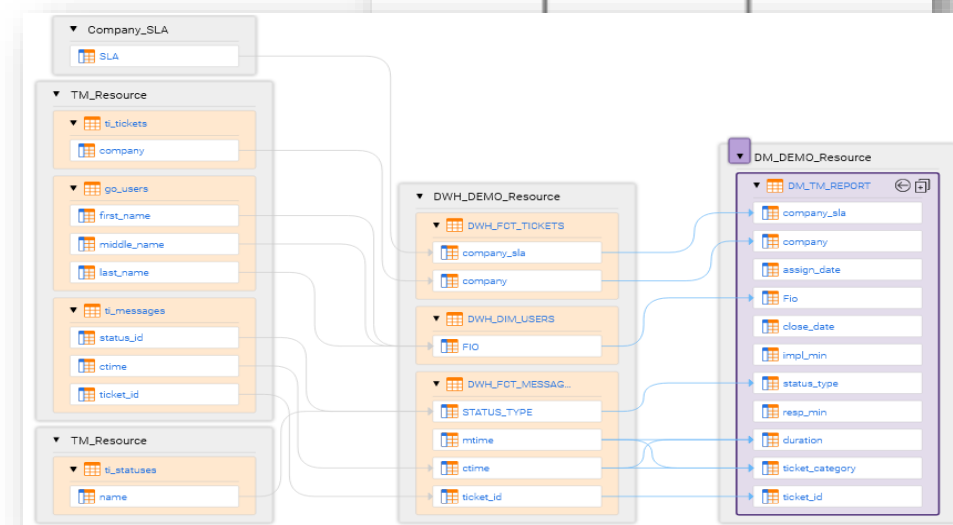 Company_SLA
SLA
TM_Resource
ti_tickets
company
go_users
first_name
middle_name
last_name
ti_messages
status_id
ctime
ticket_id
TM_Resource
ti_statuses
name
DWH_DEMO_Resource
DWH_FCT_TICKETS
company_sla
company
DWH_DIM_USERS
FIO
DWH_FCT_MESSAG...
STATUS_TYPE
mtime
ctime
ticket_id
DM_DEMO_Resource
DM_TM_REPORT
company_sla
company
assign_date
Fio
close_date
impl_min
status_type
resp_min
duration
ticket_category
ticket_id